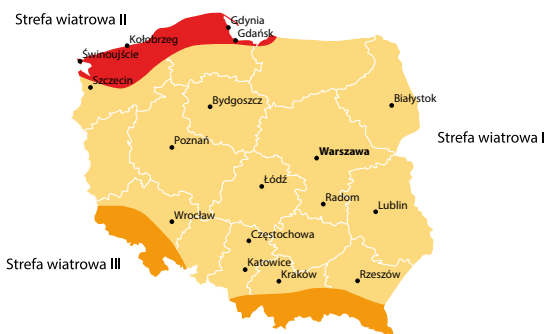 Strefa wiatrowa II
Gdynia
Gdańsk
Kołobrzeg
Świnoujście
Szczecin
Bydgoszcz
Białystok
Strefa wiatrowa I
Poznań
Warszawa
Łódź
Radom
Lublin
Wrocław
Częstochowa
Strefa wiatrowa III
Katowice
Kraków
Rzeszów